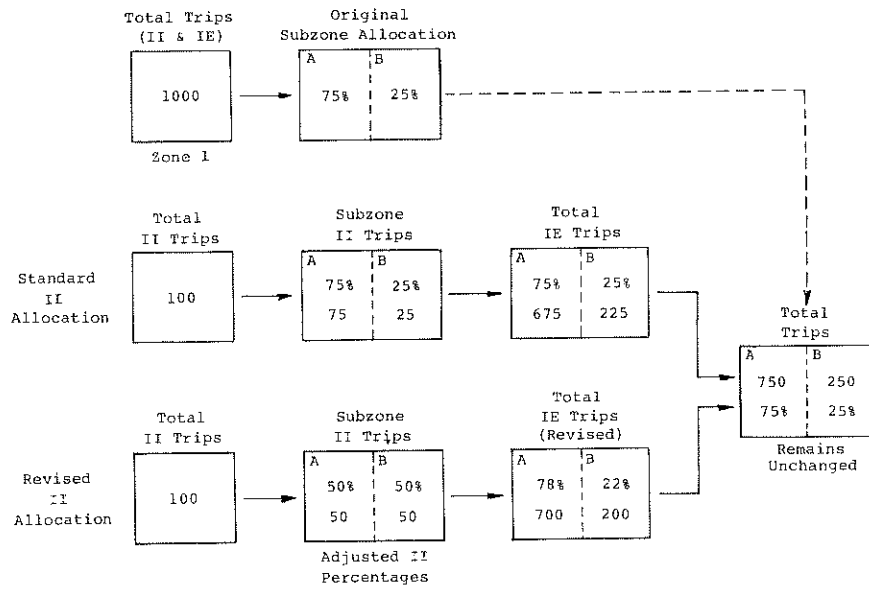 Total Trips
(II & IE)
Original
Subzone Allocation
A B
1000
75% 25%
Zone 1
Total
II Trips
Subzone
II Trips
Total
IE Trips
Standard
II
Allocation
100
A B
75% 25%
75 25
A B
75% 25%
675 225
Total
Trips
A B
750 250
75% 25%
Remains
Unchanged
Total
II Trips
Subzone
II Trips
Total
IE Trips
(Revised)
Revised
II
Allocation
100
A B
50% 50%
50 50
A B
78% 22%
700 200
Adjusted II
Percentages